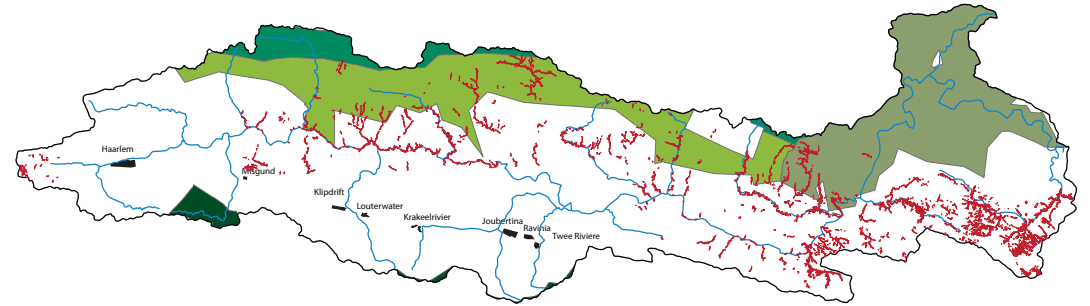 Haarlem
Misgund
Klipdrift
Louterwater
Krakeelrivier
Joubertina
Ravinia
Twee Riviere